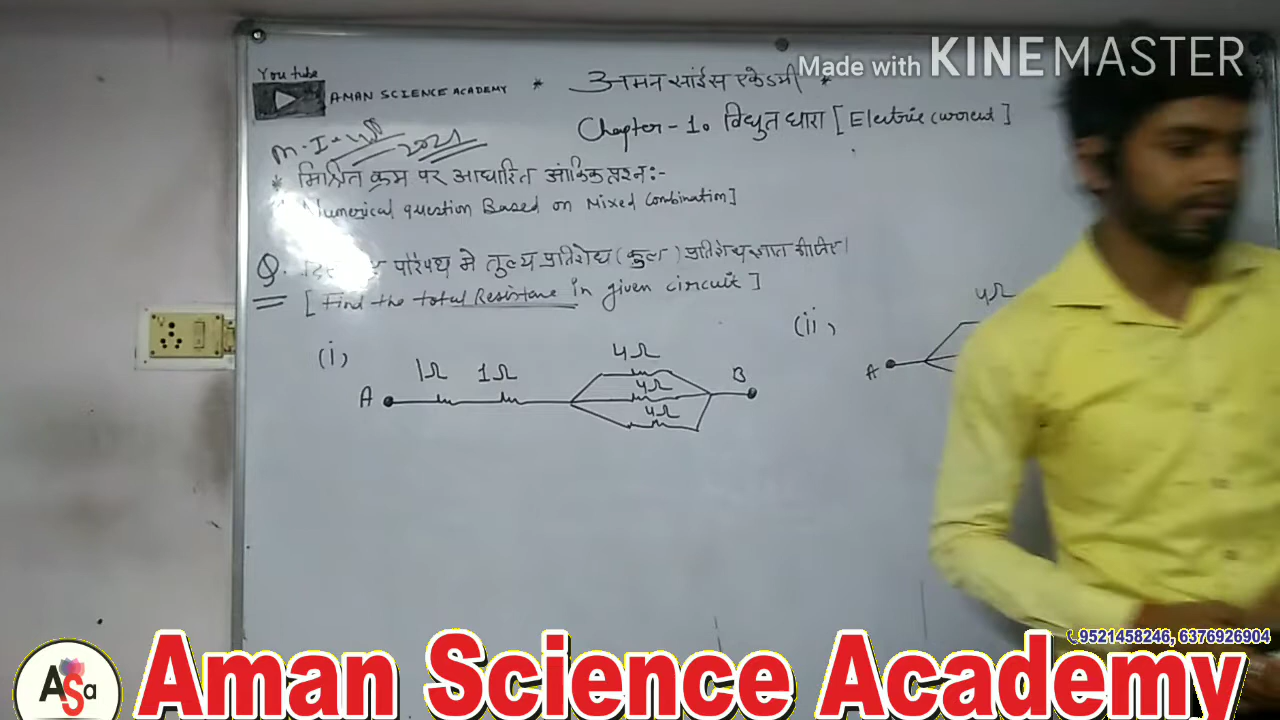 Made with KINEMASTER
You tube
AMAN SCIENCE ACADEMY * अमन साइंस एकेडमी *
Chapter - 10 विद्युत धारा [Electric current]
M.I 2021
* मिश्रित क्रम पर आधारित आंकिक प्रश्न :-
Numerical question Based on Mixed Combination]
Q. परिपथ में तुल्य प्रतिरोध (कुल) प्रतिरोध ज्ञात कीजिए।
[Find the total Resistance in given circuit]
(i)
1Ω 1Ω
4Ω
4Ω
4Ω
A
B
(ii)
4Ω
A
9521458246, 6376926904
ASa
Aman Science Academy